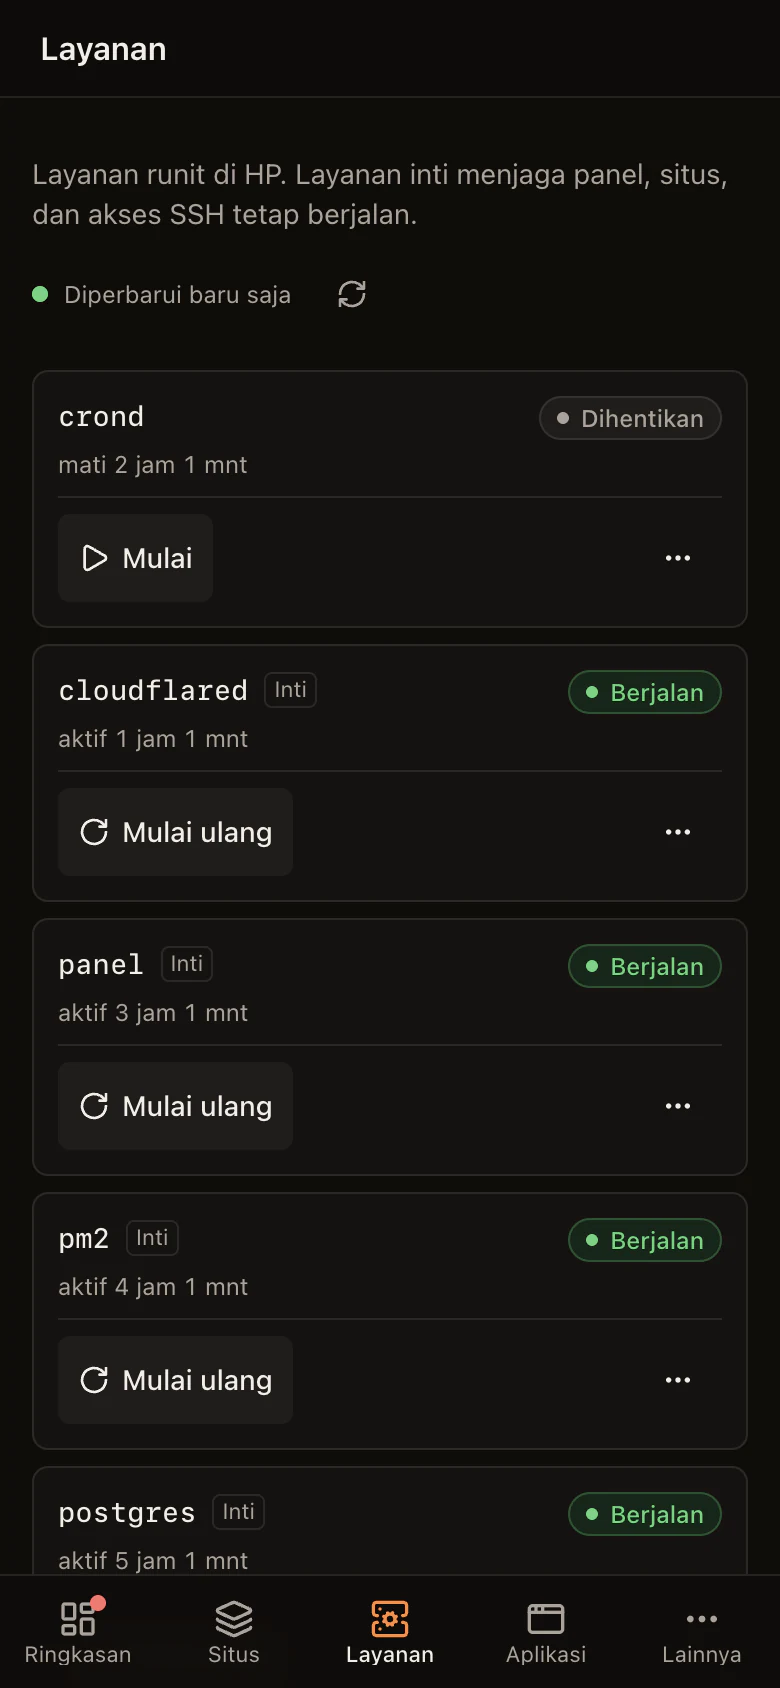 Layanan
Layanan runit di HP. Layanan inti menjaga panel, situs,
dan akses SSH tetap berjalan.
Diperbarui baru saja
crond
Dihentikan
mati 2 jam 1 mnt
Mulai
cloudflared Inti
Berjalan
aktif 1 jam 1 mnt
Mulai ulang
panel Inti
Berjalan
aktif 3 jam 1 mnt
Mulai ulang
pm2 Inti
Berjalan
aktif 4 jam 1 mnt
Mulai ulang
postgres Inti
Berjalan
aktif 5 jam 1 mnt
Ringkasan
Situs
Layanan
Aplikasi
Lainnya